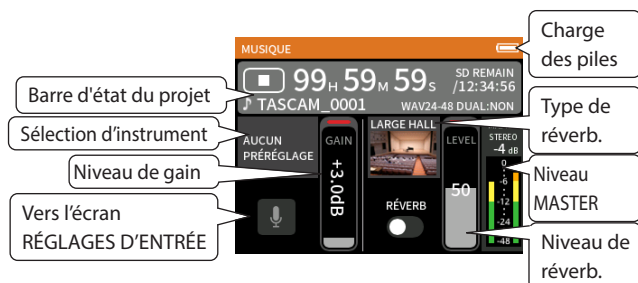 Charge
des piles
MUSIQUE
99H 59M 59S
SD REMAIN
/12:34:56
Barre d'état du projet
♪ TASCAM_0001
WAV24-48 DUAL:NON
Type de
réverb.
Sélection d'instrument
AUCUN
PRÉRÉGLAGE
GAIN
+3.0dB
LARGE HALL
LEVEL
50
STEREO
-4 dB
0
-6
-12
-24
-48
Niveau de gain
Niveau
MASTER
Vers l'écran
RÉGLAGES D'ENTRÉE
RÉVERB
Niveau de
réverb.